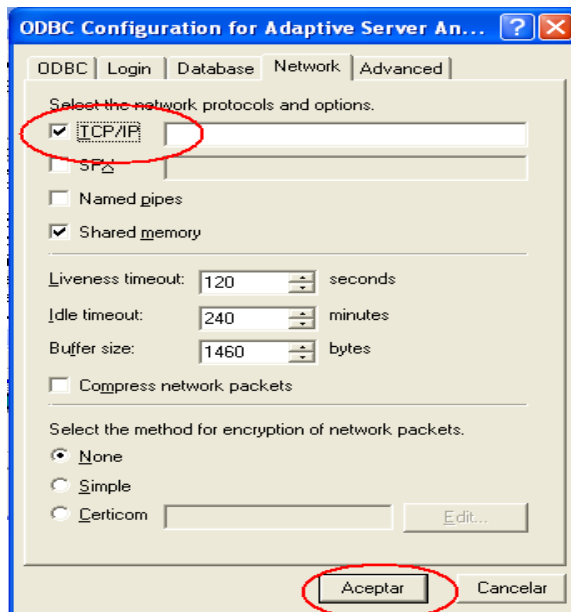 ODBC Configuration for Adaptive Server An...
ODBC Login Database Network Advanced
Select the network protocols and options.
TCP/IP
SPX
Named pipes
Shared memory
Liveness timeout: 120 seconds
Idle timeout: 240 minutes
Buffer size: 1460 bytes
Compress network packets
Select the method for encryption of network packets.
None
Simple
Certicom Edit...
Aceptar Cancelar